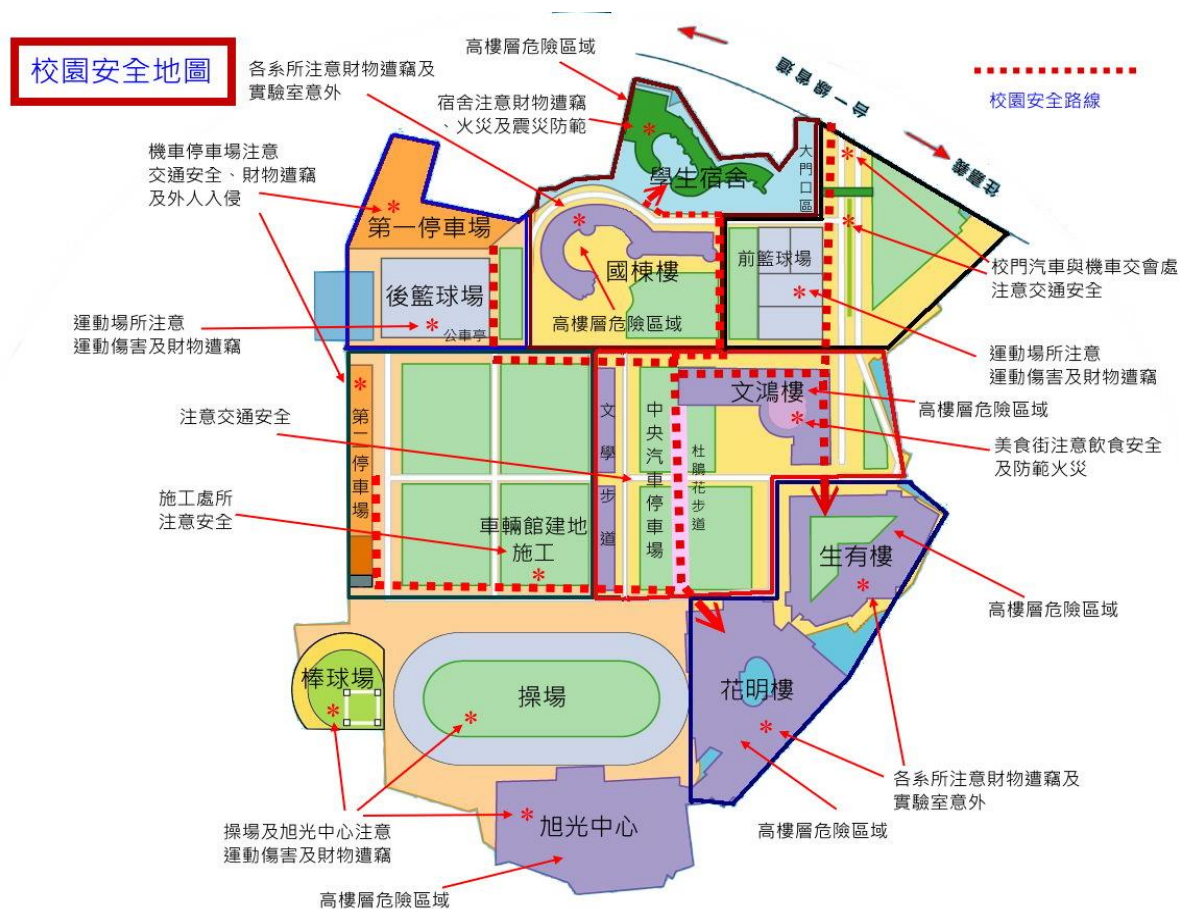 校園安全地圖
高樓層危險區域
各系所注意財物遭竊及
實驗室意外
宿舍注意財物遭竊
、火災及震災防範
台一線省道
往嘉義
校園安全路線
機車停車場注意
交通安全、財物遭竊
及外人入侵
大門口區
學生宿舍
第一停車場
國棟樓
前籃球場
校門汽車與機車交會處
注意交通安全
後籃球場
公車亭
高樓層危險區域
運動場所注意
運動傷害及財物遭竊
運動場所注意
運動傷害及財物遭竊
第二停車場
文學步道
中央汽車停車場
杜鵑花步道
文鴻樓
高樓層危險區域
注意交通安全
美食街注意飲食安全
及防範火災
施工處所
注意安全
車輛館建地
施工
生有樓
高樓層危險區域
棒球場
操場
花明樓
各系所注意財物遭竊及
實驗室意外
操場及旭光中心注意
運動傷害及財物遭竊
旭光中心
高樓層危險區域
高樓層危險區域